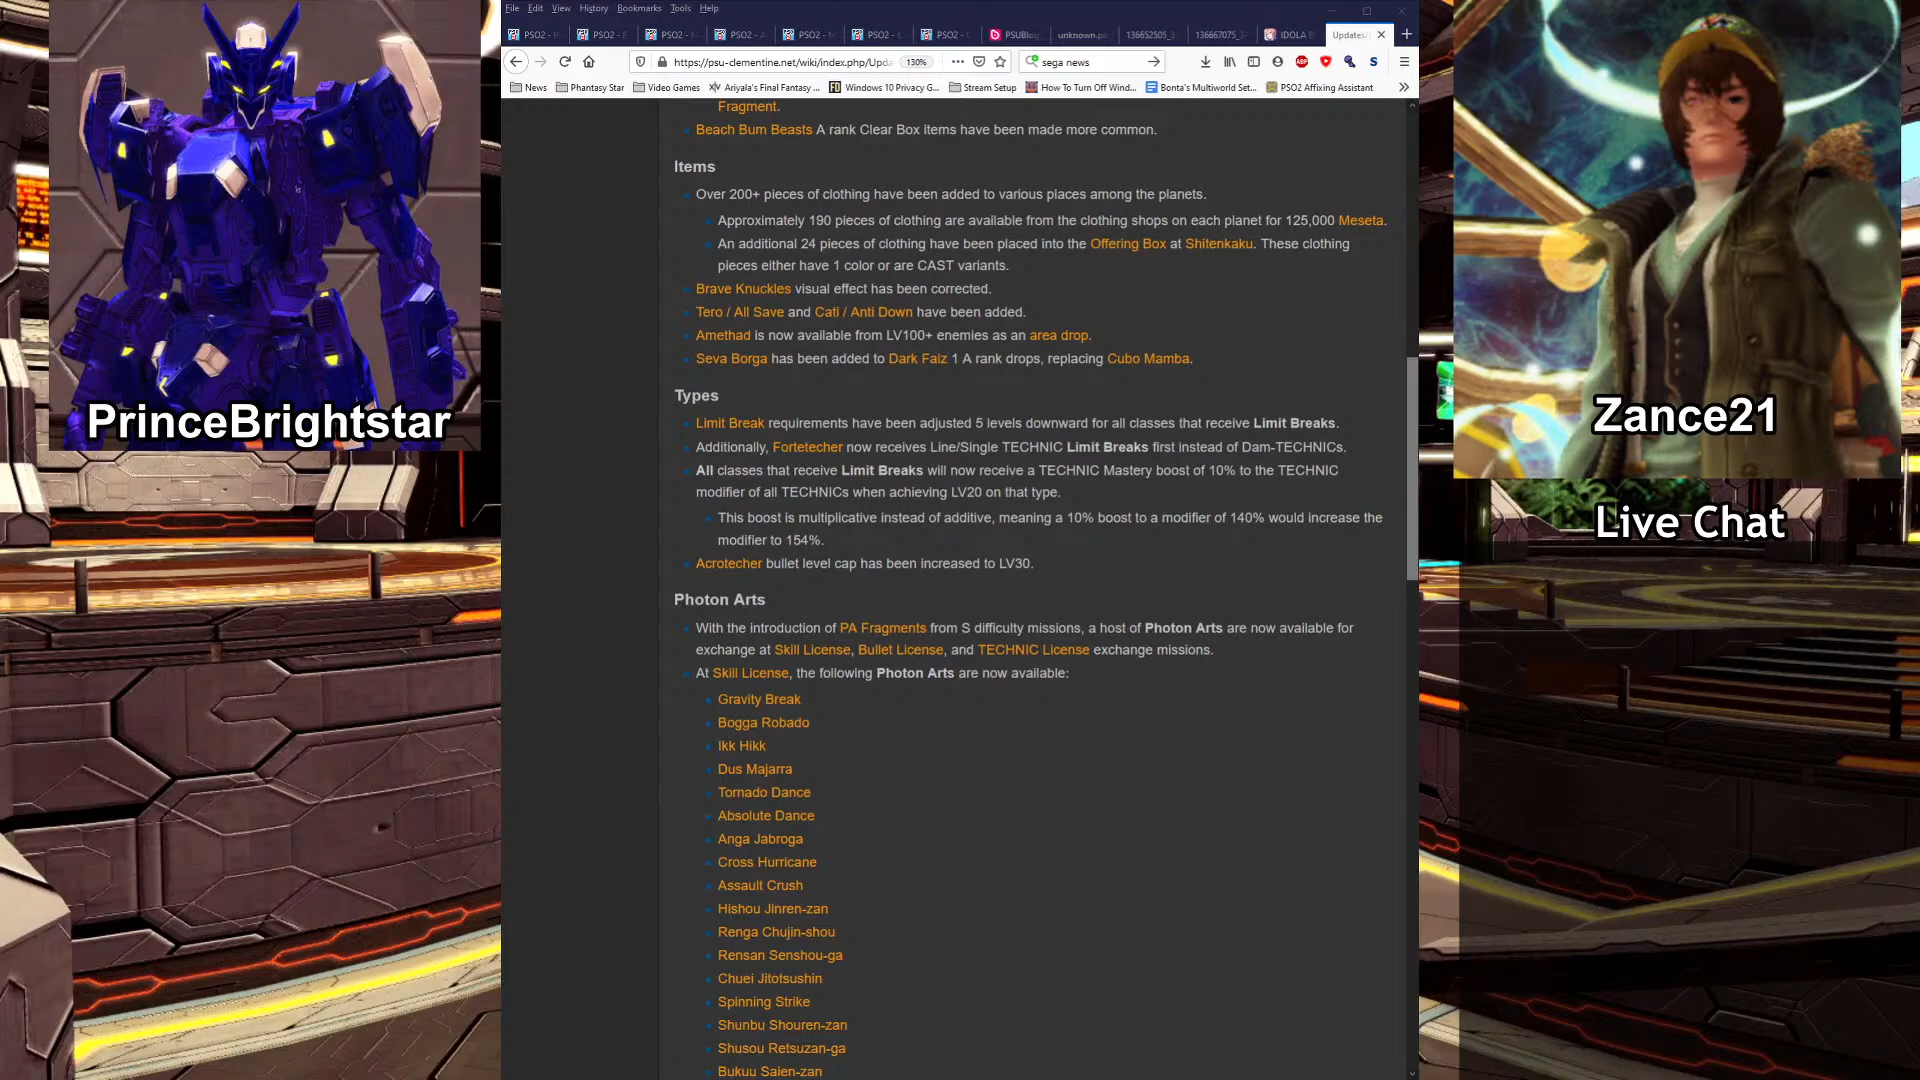 File Edit View History Bookmarks Tools Help
PSO2 - PSO2 - PSO2 - PSO2 - PSO2 - PSO2 - PSO2 - PSUBlog unknown.p 136652505_ 136667075_ IDOLA Updates/
https://psu-clementine.net/wiki/index.php/Upda 130% sega news
News Phantasy Star Video Games Ariyala's Final Fantasy ... Windows 10 Privacy G... Stream Setup How To Turn Off Wind... Bonta's Multiworld Set... PSO2 Affixing Assistant
Fragment.
Beach Bum Beasts A rank Clear Box items have been made more common.
Items
Over 200+ pieces of clothing have been added to various places among the planets.
Approximately 190 pieces of clothing are available from the clothing shops on each planet for 125,000 Meseta.
An additional 24 pieces of clothing have been placed into the Offering Box at Shitenkaku. These clothing
pieces either have 1 color or are CAST variants.
Brave Knuckles visual effect has been corrected.
Tero / All Save and Cati / Anti Down have been added.
Amethad is now available from LV100+ enemies as an area drop.
Seva Borga has been added to Dark Falz 1 A rank drops, replacing Cubo Mamba.
Types
Limit Break requirements have been adjusted 5 levels downward for all classes that receive Limit Breaks.
Additionally, Fortetecher now receives Line/Single TECHNIC Limit Breaks first instead of Dam-TECHNICs.
All classes that receive Limit Breaks will now receive a TECHNIC Mastery boost of 10% to the TECHNIC
modifier of all TECHNICs when achieving LV20 on that type.
This boost is multiplicative instead of additive, meaning a 10% boost to a modifier of 140% would increase the
modifier to 154%.
Acrotecher bullet level cap has been increased to LV30.
Photon Arts
With the introduction of PA Fragments from S difficulty missions, a host of Photon Arts are now available for
exchange at Skill License, Bullet License, and TECHNIC License exchange missions.
At Skill License, the following Photon Arts are now available:
Gravity Break
Bogga Robado
Ikk Hikk
Dus Majarra
Tornado Dance
Absolute Dance
Anga Jabroga
Cross Hurricane
Assault Crush
Hishou Jinren-zan
Renga Chujin-shou
Rensan Senshou-ga
Chuei Jitotsushin
Spinning Strike
Shunbu Shouren-zan
Shusou Retsuzan-ga
Bukuu Saien-zan
PrinceBrightstar
Zance21
Live Chat